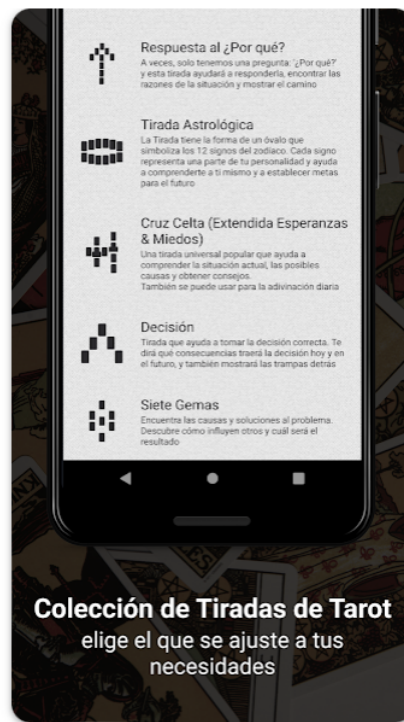 Respuesta al ¿Por qué?
A veces, solo tenemos una pregunta: '¿Por qué?'
y esta tirada ayudará a responderla, encontrar las
razones de la situación y mostrar el camino
Tirada Astrológica
La Tirada tiene la forma de un óvalo que
simboliza los 12 signos del zodíaco. Cada signo
representa una parte de tu personalidad y ayuda
a comprenderte a ti mismo y a establecer metas
para el futuro
Cruz Celta (Extendida Esperanzas
& Miedos)
Una tirada universal popular que ayuda a
comprender la situación actual, las posibles
causas y obtener consejos.
También se puede usar para la adivinación diaria
Decisión
Tirada que ayuda a tomar la decisión correcta. Te
dirá qué consecuencias traerá la decisión hoy y en
el futuro, y también mostrará las trampas detrás
Siete Gemas
Encuentra las causas y soluciones al problema.
Descubre cómo influyen otros y cuál será el
resultado
Colección de Tiradas de Tarot
elige el que se ajuste a tus
necesidades